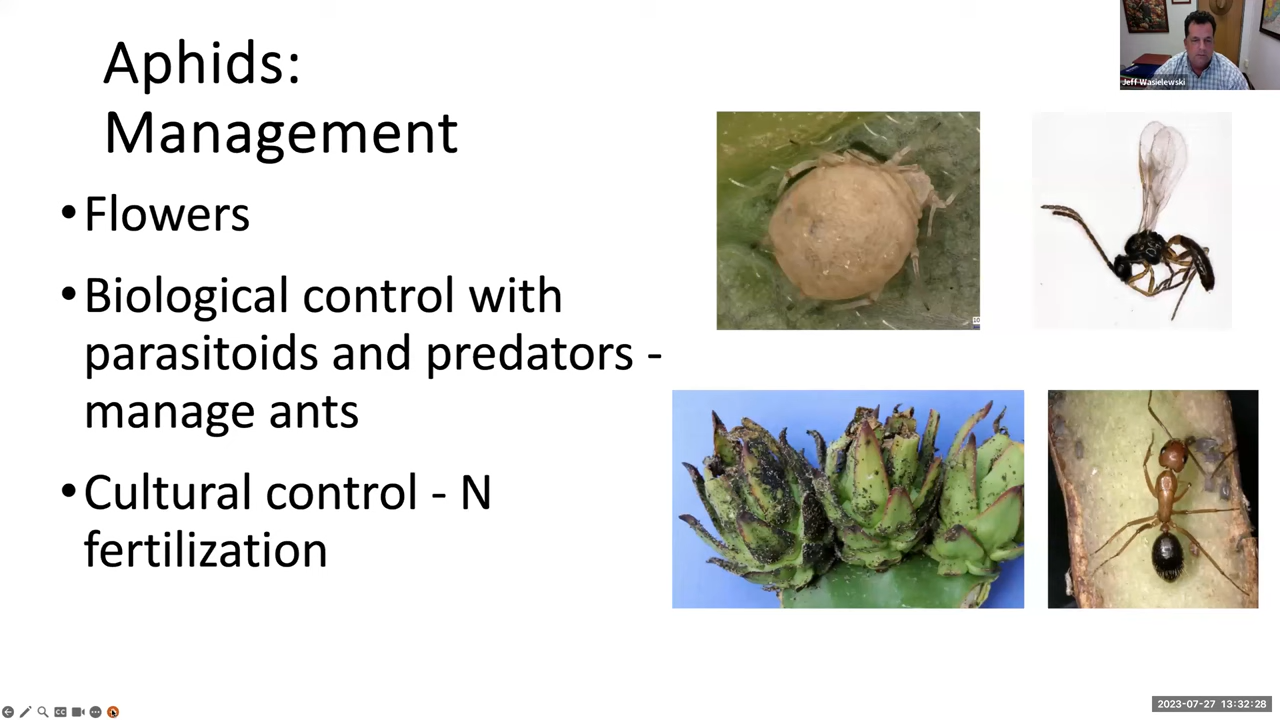 Aphids:
Management
Jeff Wasielewski
•Flowers
•Biological control with
parasitoids and predators -
manage ants
•Cultural control - N
fertilization
2023-07-27 13:32:28